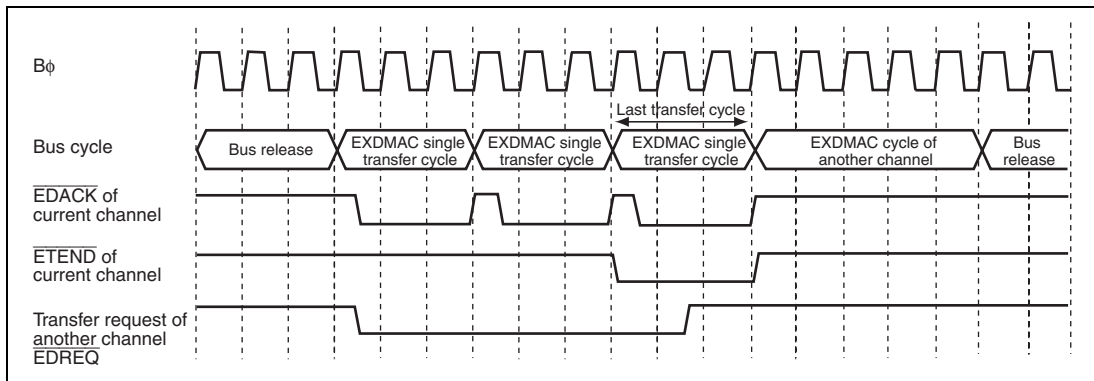 Bϕ
Last transfer cycle
Bus cycle
Bus release
EXDMAC single
transfer cycle
EXDMAC single
transfer cycle
EXDMAC single
transfer cycle
EXDMAC cycle of
another channel
Bus
release
EDACK of
current channel
ETEND of
current channel
Transfer request of
another channel
EDREQ